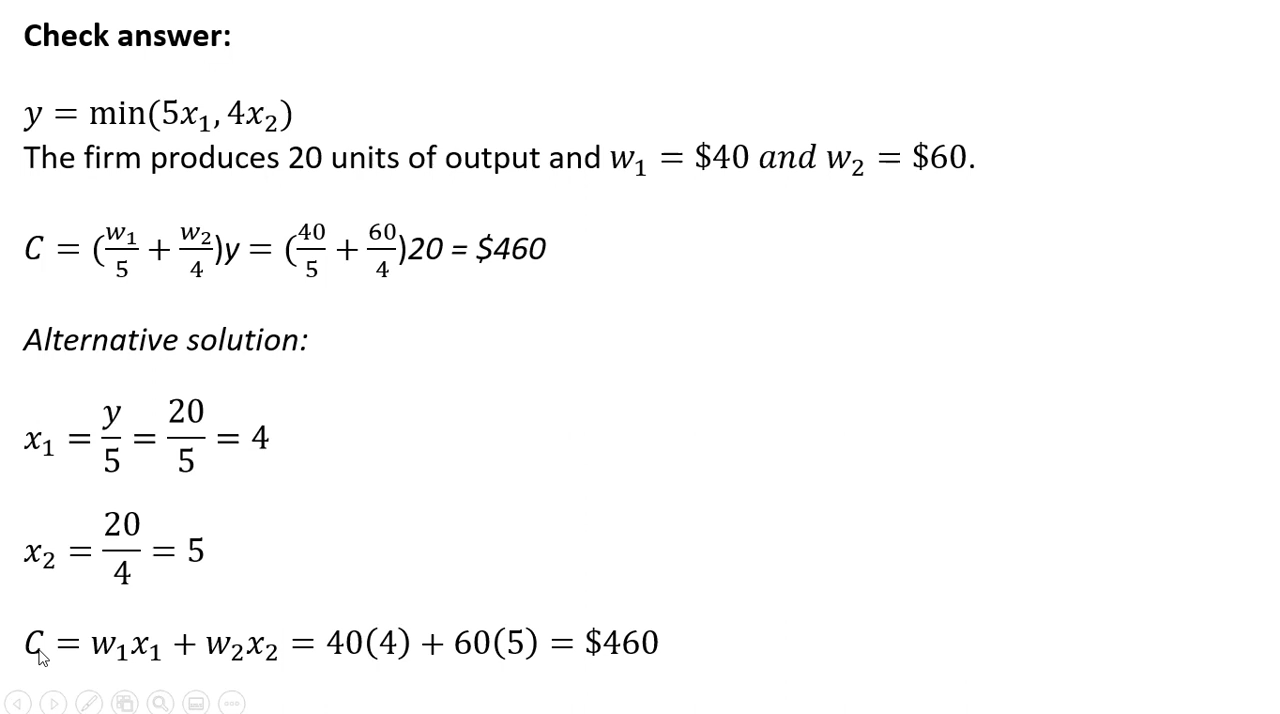 Check answer:
y = min(5x₁, 4x₂)
The firm produces 20 units of output and w₁ = $40 and w₂ = $60.
C = (w₁/5 + w₂/4)y = (40/5 + 60/4)20 = $460
Alternative solution:
x₁ = y/5 = 20/5 = 4
x₂ = 20/4 = 5
C = w₁x₁ + w₂x₂ = 40(4) + 60(5) = $460